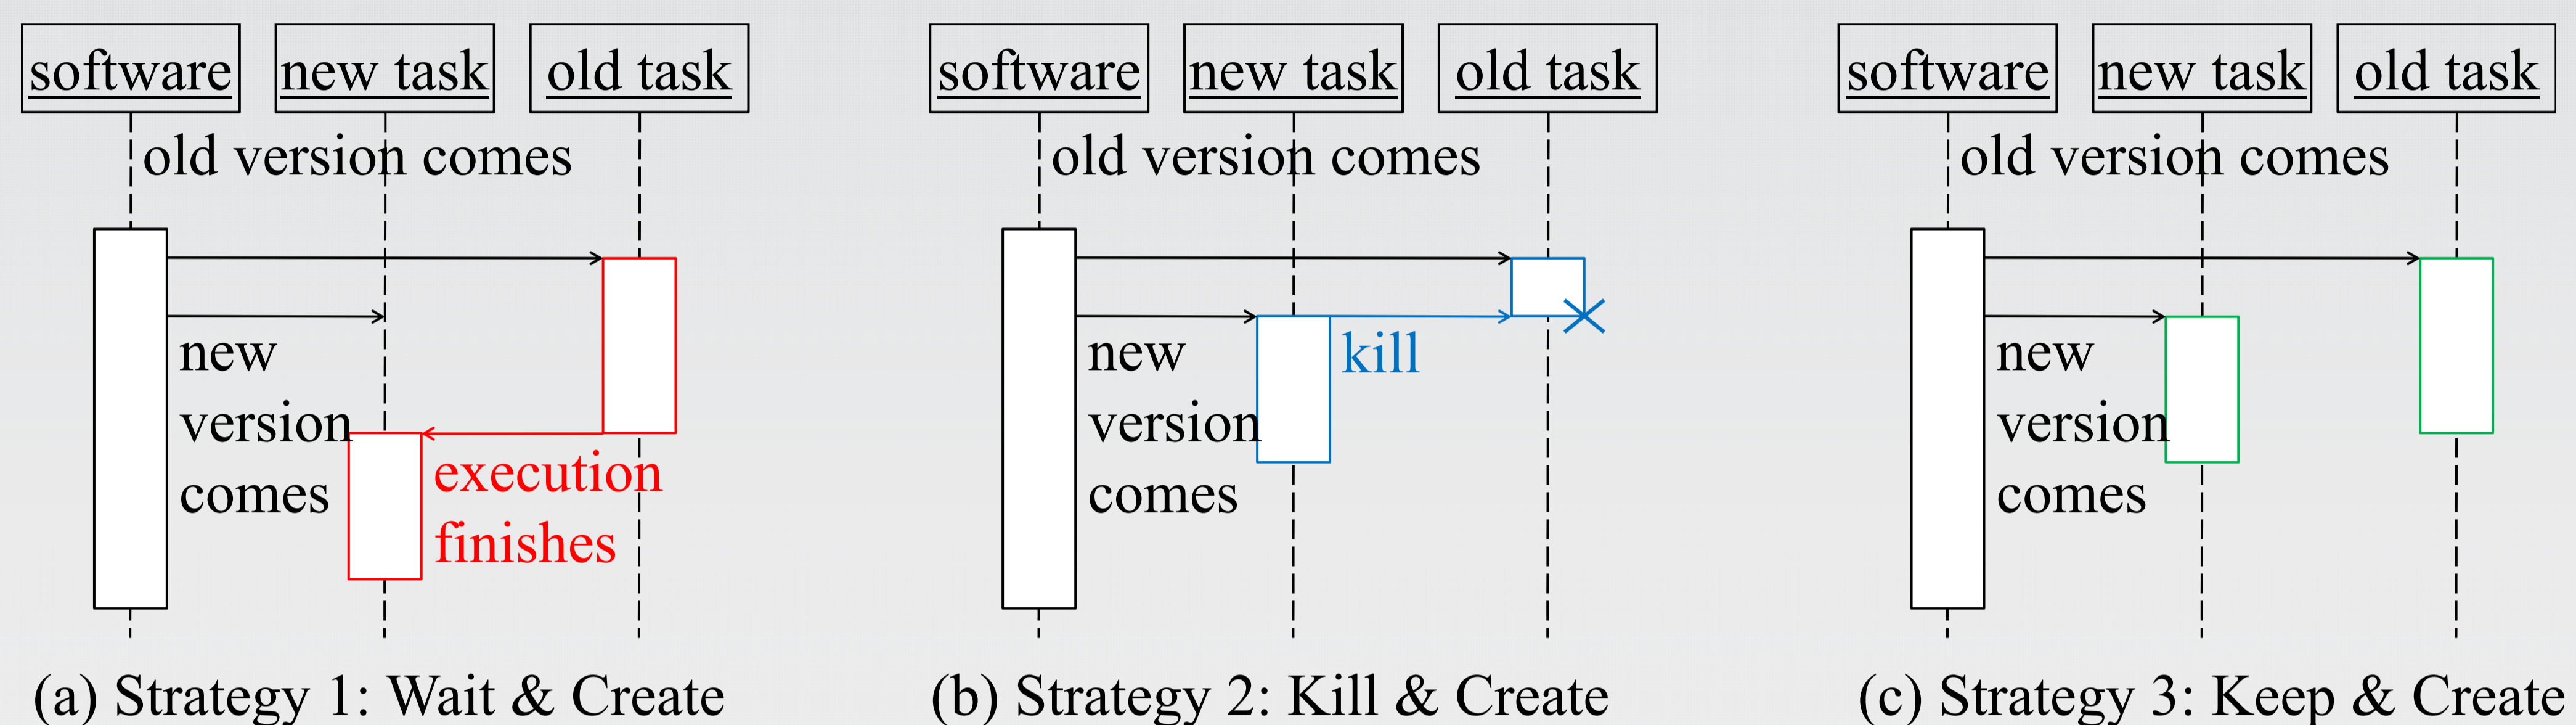 software new task old task
old version comes
new
version
comes
execution
finishes
(a) Strategy 1: Wait & Create
software new task old task
old version comes
new
version
comes
kill
(b) Strategy 2: Kill & Create
software new task old task
old version comes
new
version
comes
(c) Strategy 3: Keep & Create